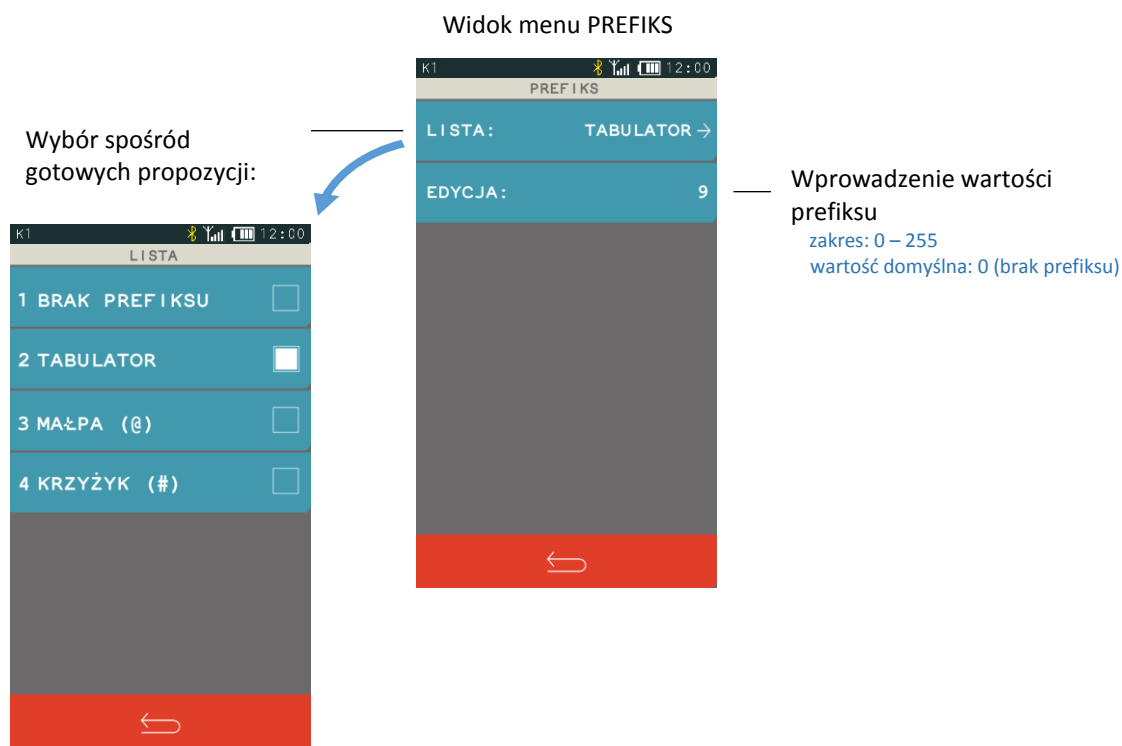 Widok menu PREFIKS
K1 12:00
PREFIKS
LISTA: TABULATOR
EDYCJA: 9
Wybór spośród
gotowych propozycji:
Wprowadzenie wartości
prefiksu
zakres: 0 – 255
wartość domyślna: 0 (brak prefiksu)
K1 12:00
LISTA
1 BRAK PREFIKSU
2 TABULATOR
3 MAŁPA (@)
4 KRZYŻYK (#)